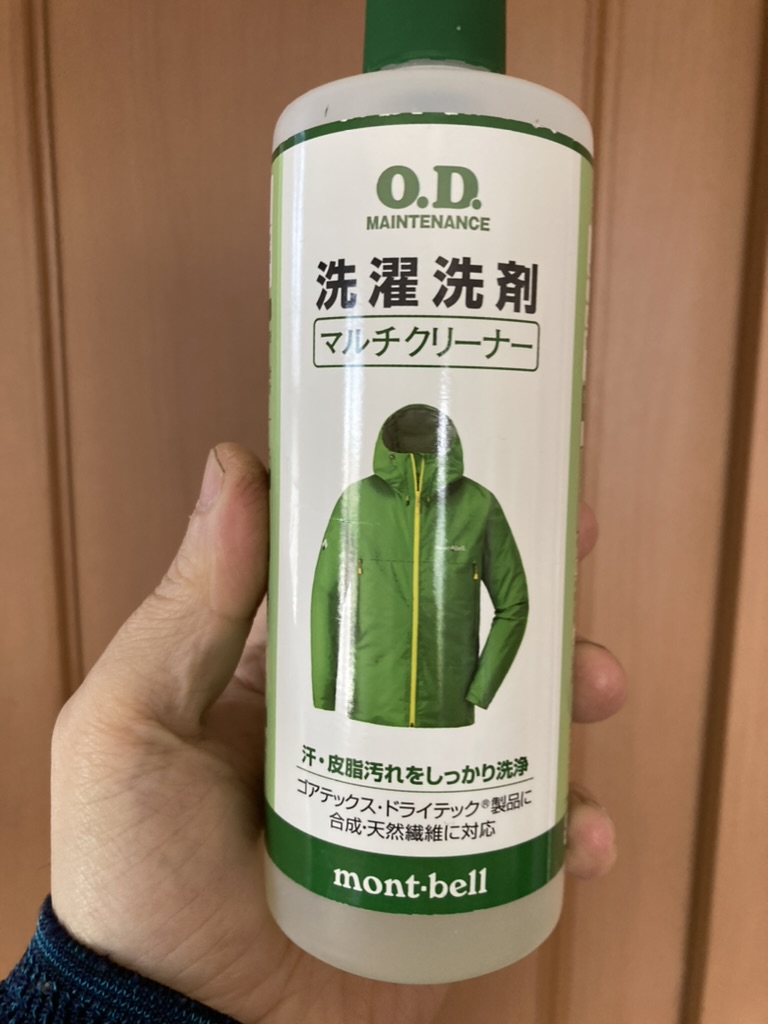 O.D.
MAINTENANCE
洗濯洗剤
マルチクリーナー
mont-bell
汗・皮脂汚れをしっかり洗浄
ゴアテックス・ドライテック®製品に
合成・天然繊維に対応
mont·bell